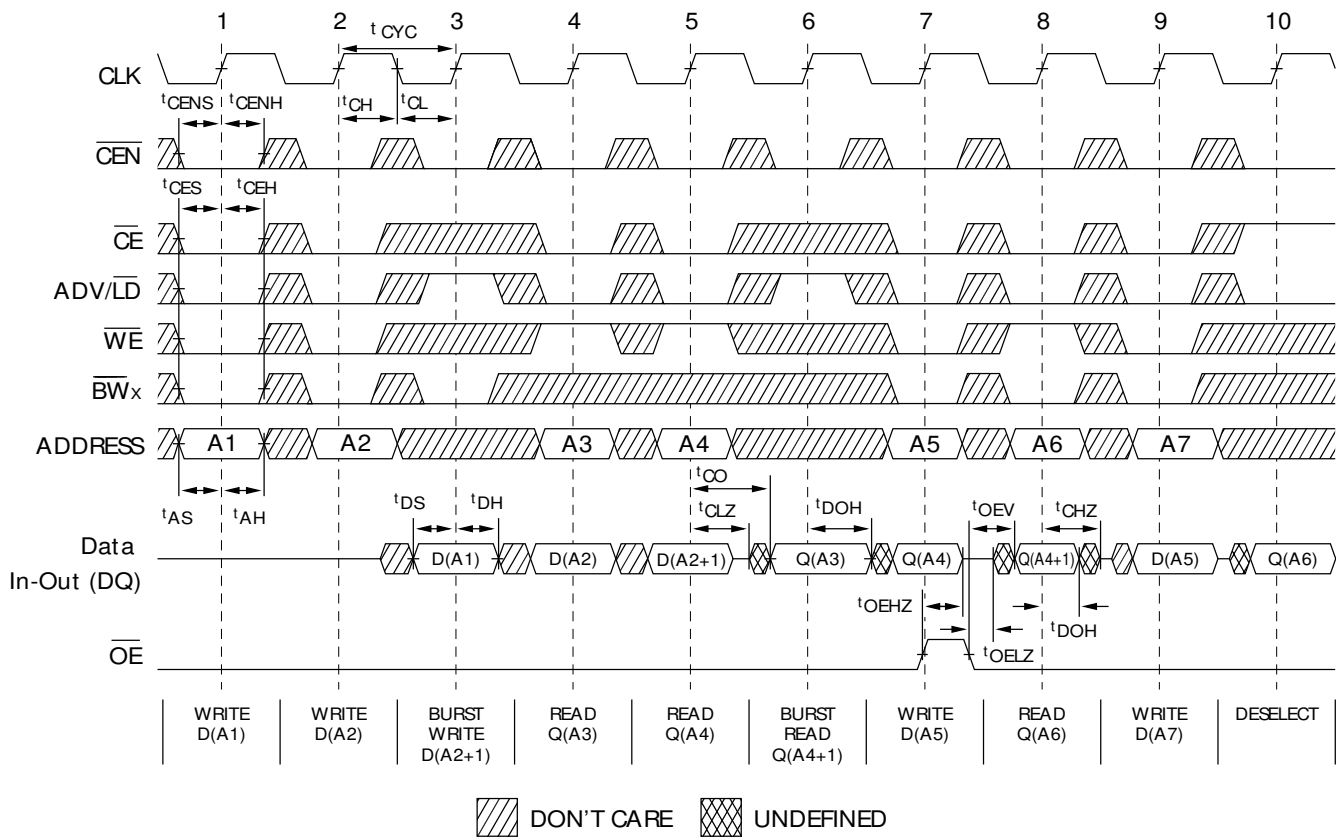 1 2 3 4 5 6 7 8 9 10
t CYC
CLK
tCENS tCENH tCH tCL
CEN
tCES tCEH
CE
ADV/LD
WE
BWx
ADDRESS A1 A2 A3 A4 A5 A6 A7
tCO
tAS tAH tDS tDH tCLZ tDOH tOEV tCHZ
Data
In-Out (DQ)
D(A1) D(A2) D(A2+1) Q(A3) Q(A4) Q(A4+1) D(A5) Q(A6)
tOEHZ tDOH
tOELZ
OE
WRITE
D(A1)
WRITE
D(A2)
BURST
WRITE
D(A2+1)
READ
Q(A3)
READ
Q(A4)
BURST
READ
Q(A4+1)
WRITE
D(A5)
READ
Q(A6)
WRITE
D(A7)
DESELECT
DON'T CARE UNDEFINED